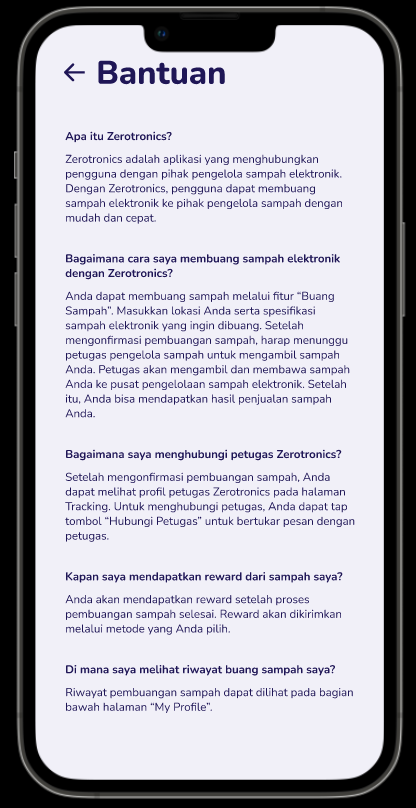 Bantuan
Apa itu Zerotronics?
Zerotronics adalah aplikasi yang menghubungkan
pengguna dengan pihak pengelola sampah elektronik.
Dengan Zerotronics, pengguna dapat membuang
sampah elektronik ke pihak pengelola sampah dengan
mudah dan cepat.
Bagaimana cara saya membuang sampah elektronik
dengan Zerotronics?
Anda dapat membuang sampah melalui fitur “Buang
Sampah”. Masukkan lokasi Anda serta spesifikasi
sampah elektronik yang ingin dibuang. Setelah
mengonfirmasi pembuangan sampah, harap menunggu
petugas pengelola sampah untuk mengambil sampah
Anda. Petugas akan mengambil dan membawa sampah
Anda ke pusat pengelolaan sampah elektronik. Setelah
itu, Anda bisa mendapatkan hasil penjualan sampah
Anda.
Bagaimana saya menghubungi petugas Zerotronics?
Setelah mengonfirmasi pembuangan sampah, Anda
dapat melihat profil petugas Zerotronics pada halaman
Tracking. Untuk menghubungi petugas, Anda dapat tap
tombol “Hubungi Petugas” untuk bertukar pesan dengan
petugas.
Kapan saya mendapatkan reward dari sampah saya?
Anda akan mendapatkan reward setelah proses
pembuangan sampah selesai. Reward akan dikirimkan
melalui metode yang Anda pilih.
Di mana saya melihat riwayat buang sampah saya?
Riwayat pembuangan sampah dapat dilihat pada bagian
bawah halaman “My Profile”.